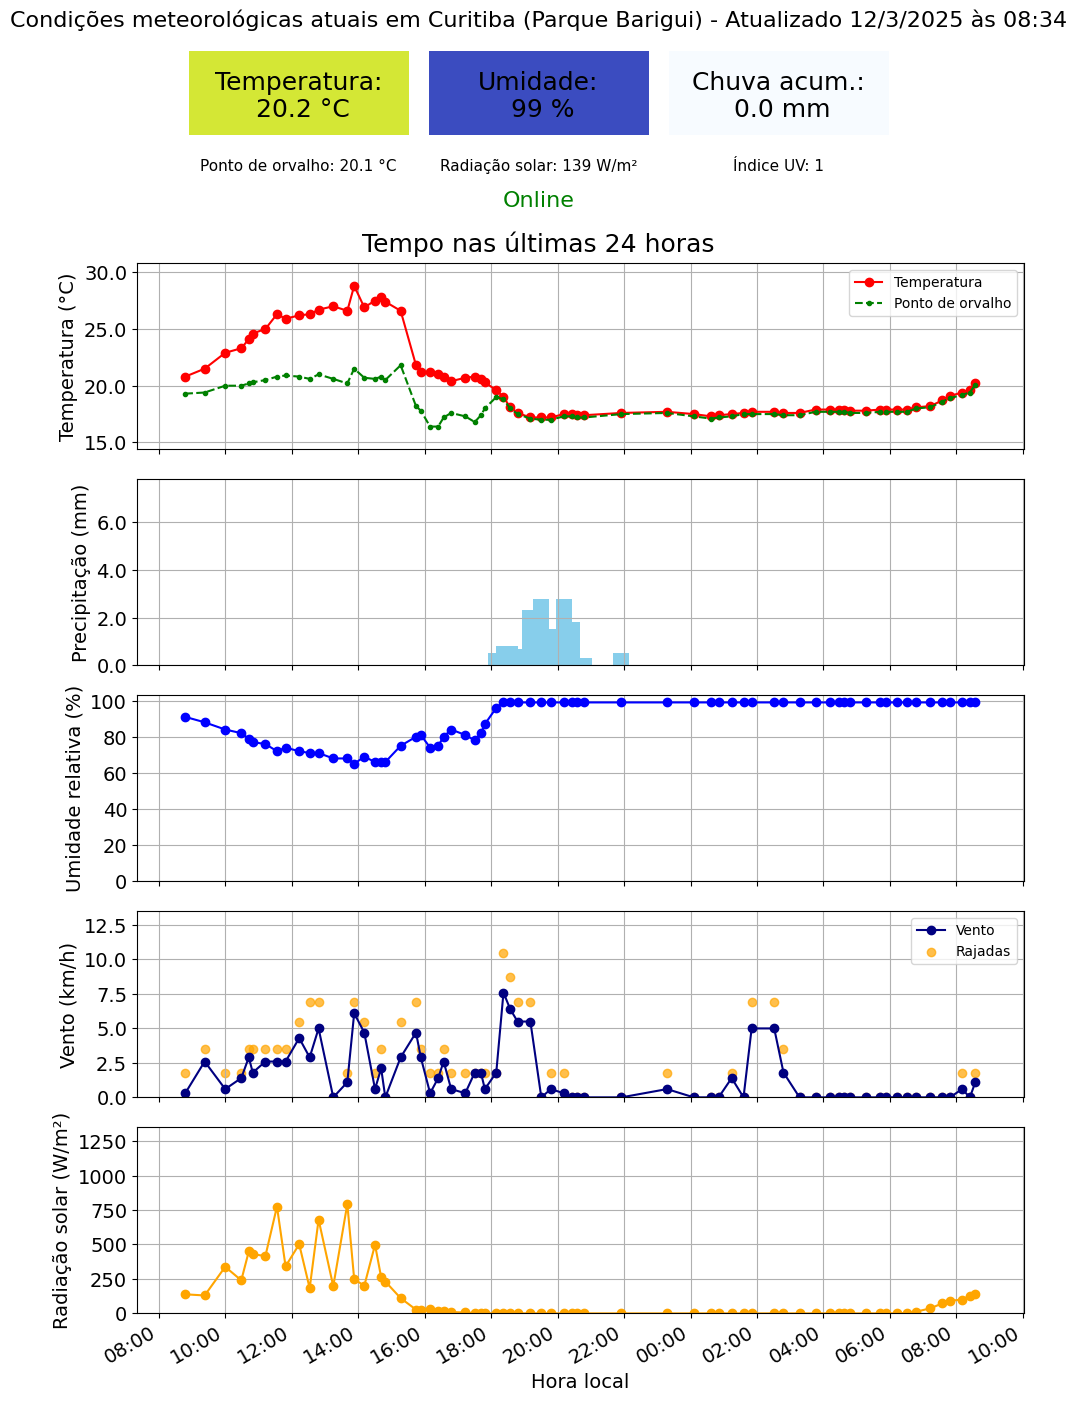 Condições meteorológicas atuais em Curitiba (Parque Barigui) - Atualizado 12/3/2025 às 08:34
Temperatura:
20.2 °C
Umidade:
99 %
Chuva acum.:
0.0 mm
Ponto de orvalho: 20.1 °C
Radiação solar: 139 W/m²
Índice UV: 1
Online
Tempo nas últimas 24 horas
Temperatura (°C)
30.0
25.0
20.0
15.0
Temperatura
Ponto de orvalho
Precipitação (mm)
6.0
4.0
2.0
0.0
Umidade relativa (%)
100
80
60
40
20
0
Vento (km/h)
12.5
10.0
7.5
5.0
2.5
0.0
Vento
Rajadas
Radiação solar (W/m²)
1250
1000
750
500
250
0
08:00
10:00
12:00
14:00
16:00
18:00
20:00
22:00
00:00
02:00
04:00
06:00
08:00
10:00
Hora local